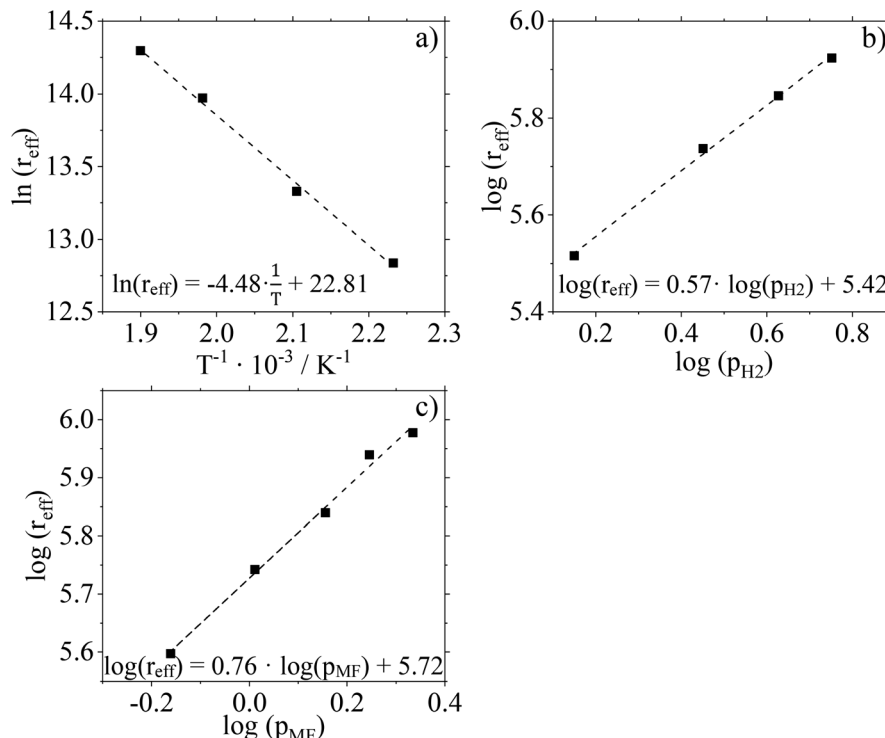 a)
14.5
14.0
13.5
13.0
12.5
ln (r_eff)
ln(r_eff) = -4.48·1/T + 22.81
1.9 2.0 2.1 2.2 2.3
T⁻¹ · 10⁻³ / K⁻¹
b)
6.0
5.8
5.6
5.4
log (r_eff)
log(r_eff) = 0.57· log(p_H2) + 5.42
0.2 0.4 0.6 0.8
log (p_H2)
c)
6.0
5.9
5.8
5.7
5.6
log (r_eff)
log(r_eff) = 0.76 · log(p_MF) + 5.72
-0.2 0.0 0.2 0.4
log (p_MF)